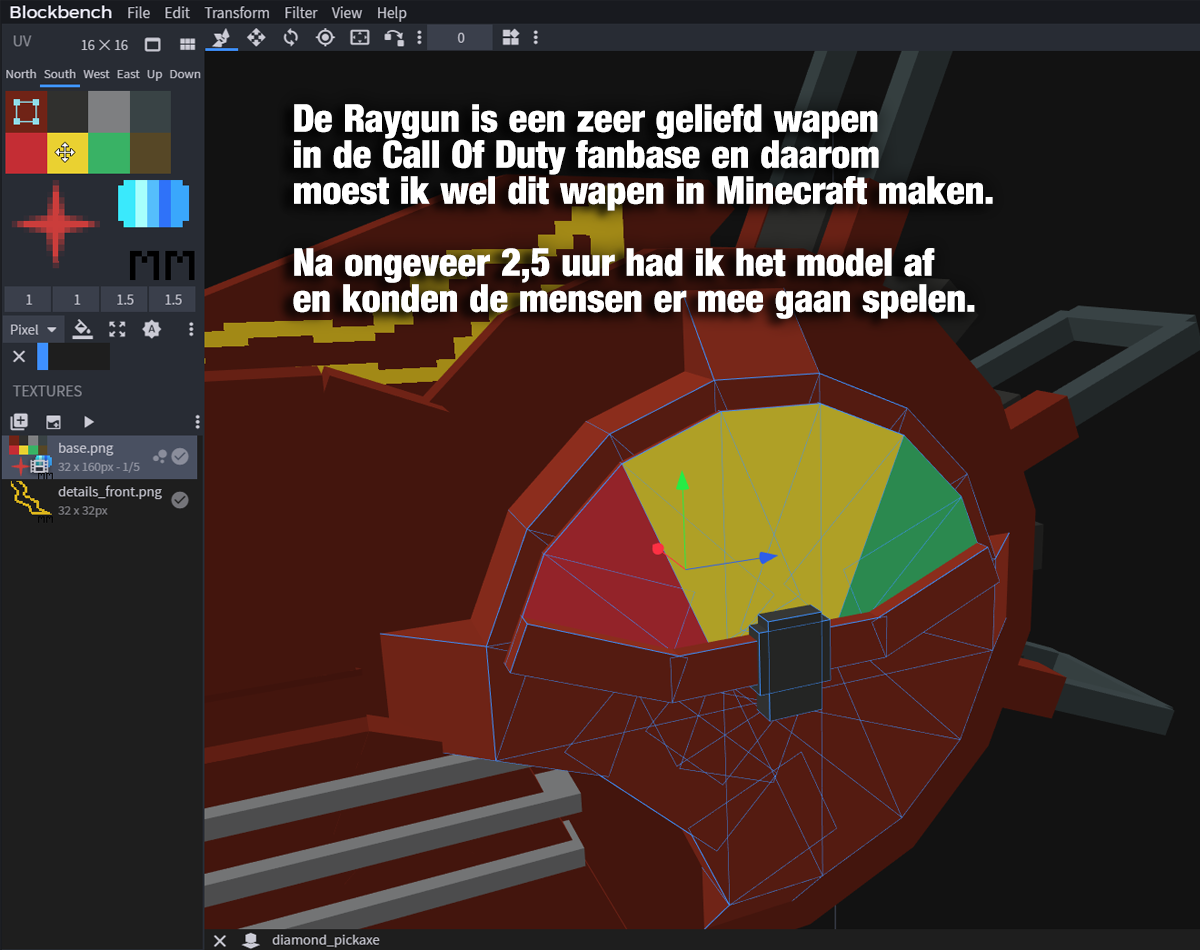 Blockbench File Edit Transform Filter View Help
UV 16 × 16
0
North South West East Up Down
De Raygun is een zeer geliefd wapen
in de Call Of Duty fanbase en daarom
moest ik wel dit wapen in Minecraft maken.
Na ongeveer 2,5 uur had ik het model af
en konden de mensen er mee gaan spelen.
1 1 1.5 1.5
Pixel
A
TEXTURES
base.png
32 x 160px - 1/5
details_front.png
32 x 32px
diamond_pickaxe